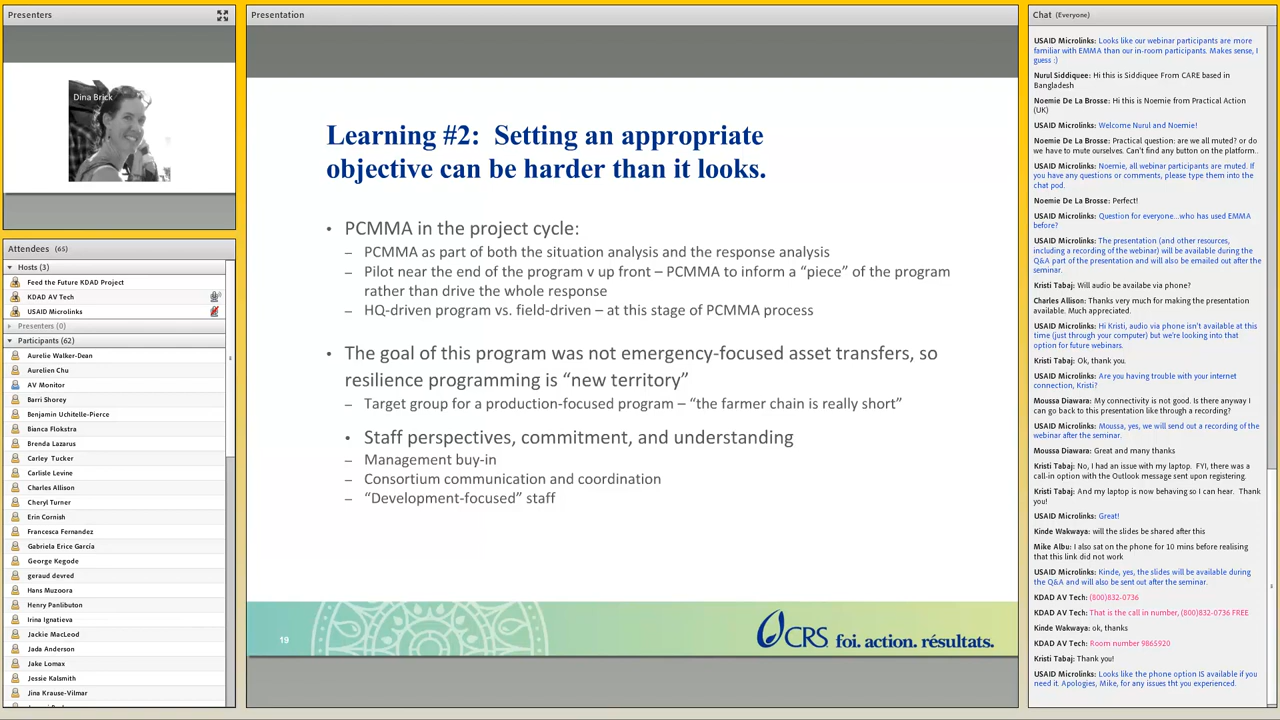 Presenters
Dina Brick
Attendees (65)
Hosts (3)
Feed the Future KDAD Project
KDAD AV Tech
USAID Microlinks
Presenters (0)
Participants (62)
Aurelie Walker-Dean
Aurelien Chu
AV Monitor
Barri Shorey
Benjamin Uchitelle-Pierce
Bianca Flokstra
Brenda Lazarus
Carley Tucker
Carlisle Levine
Charles Allison
Cheryl Turner
Erin Cornish
Francesca Fernandez
Gabriela Erice García
George Kegode
geraud devred
Hans Muzoora
Henry Panlibuton
Irina Ignatieva
Jackie MacLeod
Jada Anderson
Jake Lomax
Jessie Kalsmith
Jina Krause-Vilmar
Presentation
Learning #2: Setting an appropriate
objective can be harder than it looks.
• PCMMA in the project cycle:
– PCMMA as part of both the situation analysis and the response analysis
– Pilot near the end of the program v up front – PCMMA to inform a “piece” of the program
rather than drive the whole response
– HQ-driven program vs. field-driven – at this stage of PCMMA process
• The goal of this program was not emergency-focused asset transfers, so
resilience programming is “new territory”
– Target group for a production-focused program – “the farmer chain is really short”
• Staff perspectives, commitment, and understanding
– Management buy-in
– Consortium communication and coordination
– “Development-focused” staff
19
CRS foi. action. résultats.
Chat (Everyone)
USAID Microlinks: Looks like our webinar participants are more
familiar with EMMA than our in-room participants. Makes sense, I
guess :)
Nurul Siddiquee: Hi this is Siddiquee From CARE based in
Bangladesh
Noemie De La Brosse: Hi this is Noemie from Practical Action
(UK)
USAID Microlinks: Welcome Nurul and Noemie!
Noemie De La Brosse: Practical question: are we all muted? or do
we have to mute ourselves. Can't find any button on the platform..
USAID Microlinks: Noemie, all webinar participants are muted. If
you have any questions or comments, please type them into the
chat pod.
Noemie De La Brosse: Perfect!
USAID Microlinks: Question for everyone...who has used EMMA
before?
USAID Microlinks: The presentation (and other resources,
including a recording of the webinar) will be available during the
Q&A part of the presentation and will also be emailed out after the
seminar.
Kristi Tabaj: Will audio be availabe via phone?
Charles Allison: Thanks very much for making the presentation
available. Much appreciated.
USAID Microlinks: Hi Kristi, audio via phone isn't available at this
time (just through your computer) but we're looking into that
option for future webinars.
Kristi Tabaj: Ok, thank you.
USAID Microlinks: Are you having trouble with your internet
connection, Kristi?
Moussa Diawara: My connectivity is not good. Is there anyway I
can go back to this presentation like through a recording?
USAID Microlinks: Moussa, yes, we will send out a recording of the
webinar after the seminar.
Moussa Diawara: Great and many thanks
Kristi Tabaj: No, I had an issue with my laptop. FYI, there was a
call-in option with the Outlook message sent upon registering.
Kristi Tabaj: And my laptop is now behaving so I can hear. Thank
you!
USAID Microlinks: Great!
Kinde Wakwaya: will the slides be shared after this
Mike Albu: I also sat on the phone for 10 mins before realising
that this link did not work
USAID Microlinks: Kinde, yes, the slides will be available during
the Q&A and will also be sent out after the seminar.
KDAD AV Tech: (800)832-0736
KDAD AV Tech: That is the call in number, (800)832-0736 FREE
Kinde Wakwaya: ok, thanks
KDAD AV Tech: Room number 9865920
Kristi Tabaj: Thank you!
USAID Microlinks: Looks like the phone option IS available if you
need it. Apologies, Mike, for any issues tht you experienced.